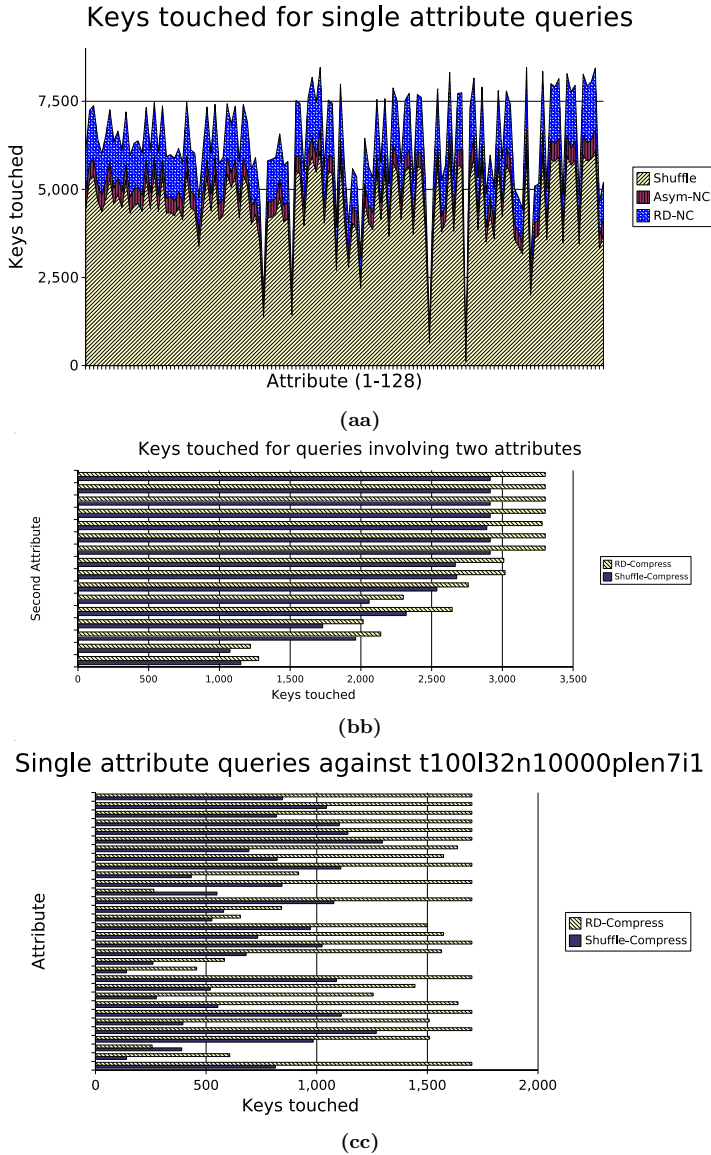 Keys touched for single attribute queries
Keys touched
7,500
5,000
2,500
0
Attribute (1-128)
Shuffle
Asym-NC
RD-NC
(aa)
Keys touched for queries involving two attributes
Second Attribute
RD-Compress
Shuffle-Compress
0 500 1,000 1,500 2,000 2,500 3,000 3,500
Keys touched
(bb)
Single attribute queries against t100l32n10000plen7i1
Attribute
RD-Compress
Shuffle-Compress
0 500 1,000 1,500 2,000
Keys touched
(cc)